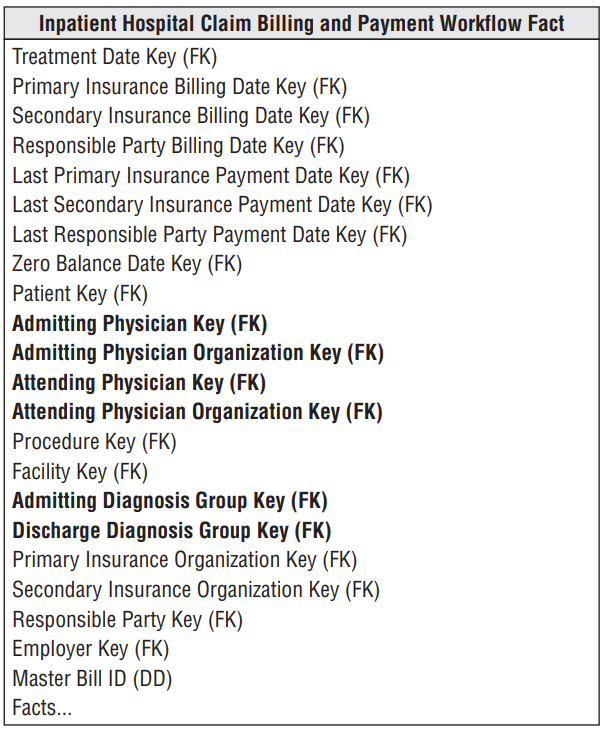 Inpatient Hospital Claim Billing and Payment Workflow Fact
Treatment Date Key (FK)
Primary Insurance Billing Date Key (FK)
Secondary Insurance Billing Date Key (FK)
Responsible Party Billing Date Key (FK)
Last Primary Insurance Payment Date Key (FK)
Last Secondary Insurance Payment Date Key (FK)
Last Responsible Party Payment Date Key (FK)
Zero Balance Date Key (FK)
Patient Key (FK)
Admitting Physician Key (FK)
Admitting Physician Organization Key (FK)
Attending Physician Key (FK)
Attending Physician Organization Key (FK)
Procedure Key (FK)
Facility Key (FK)
Admitting Diagnosis Group Key (FK)
Discharge Diagnosis Group Key (FK)
Primary Insurance Organization Key (FK)
Secondary Insurance Organization Key (FK)
Responsible Party Key (FK)
Employer Key (FK)
Master Bill ID (DD)
Facts...